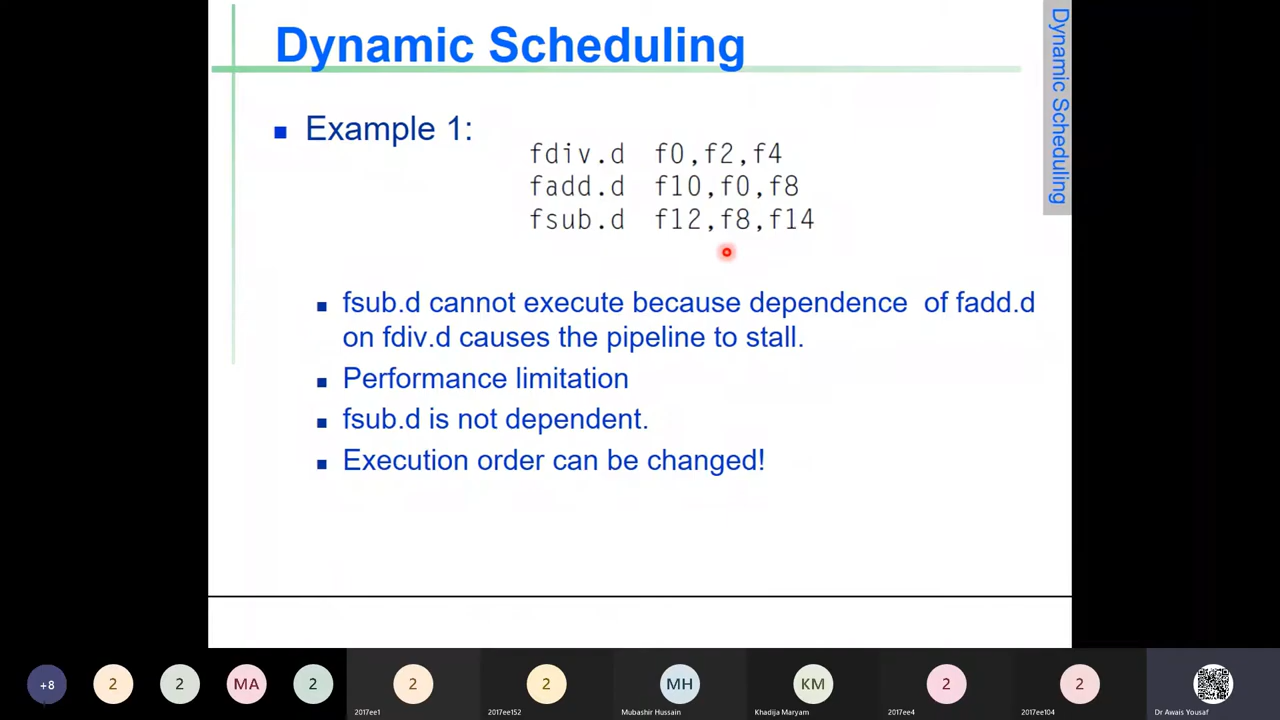 Dynamic Scheduling
Dynamic Scheduling
Example 1:
fdiv.d f0,f2,f4
fadd.d f10,f0,f8
fsub.d f12,f8,f14
fsub.d cannot execute because dependence of fadd.d
on fdiv.d causes the pipeline to stall.
Performance limitation
fsub.d is not dependent.
Execution order can be changed!
+8
2
2
MA
2
2
2
MH
KM
2
2
2017ee1
2017ee152
Mubashir Hussain
Khadija Maryam
2017ee4
2017ee104
Dr Awais Yousaf